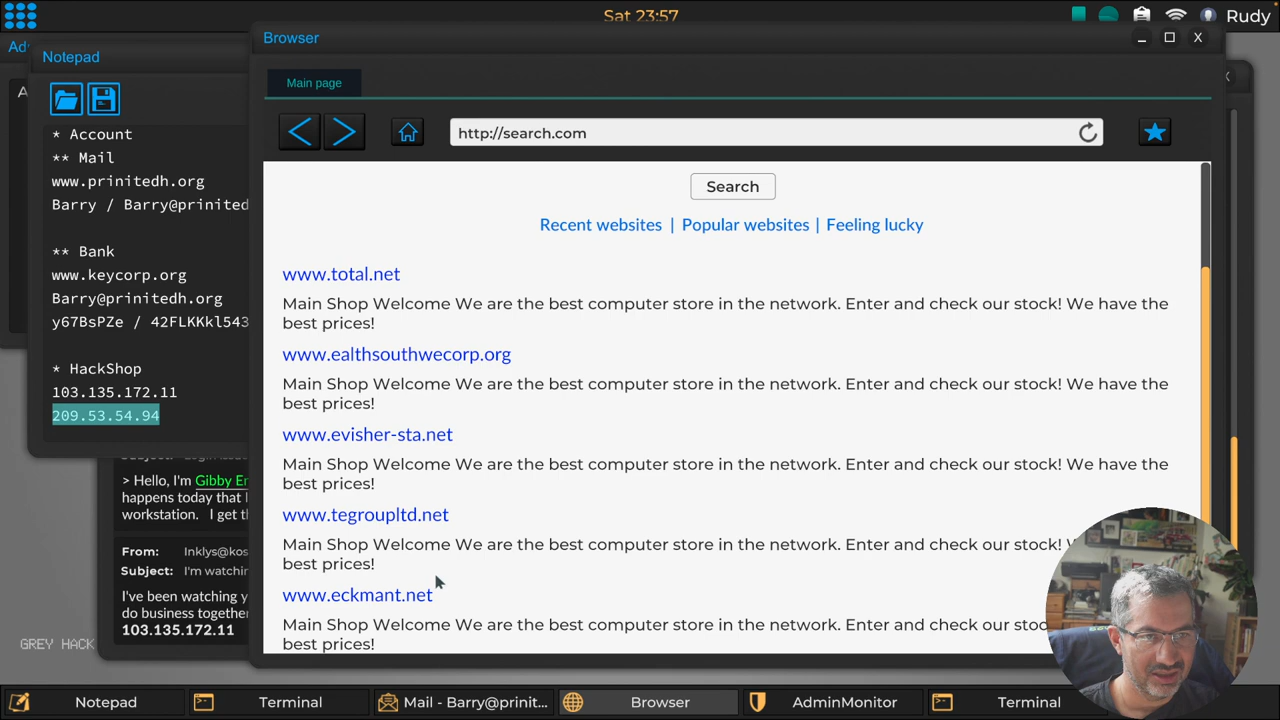 Sat 23:57
Rudy
Notepad
* Account
** Mail
www.prinitedh.org
Barry / Barry@prinited
** Bank
www.keycorp.org
Barry@prinitedh.org
y67BsPZe / 42FLKKkl543
* HackShop
103.135.172.11
209.53.54.94
> Hello, I'm Gibby
happens today that
workstation. I get
From: Inklys@kos
Subject: I'm watchin
I've been watching
do business together
103.135.172.11
GREY HACK
Browser
Main page
http://search.com
Search
Recent websites | Popular websites | Feeling lucky
www.total.net
Main Shop Welcome We are the best computer store in the network. Enter and check our stock! We have the
best prices!
www.ealthsouthwecorp.org
Main Shop Welcome We are the best computer store in the network. Enter and check our stock! We have the
best prices!
www.evisher-sta.net
Main Shop Welcome We are the best computer store in the network. Enter and check our stock! We have the
best prices!
www.tegroupltd.net
Main Shop Welcome We are the best computer store in the network. Enter and check our stock!
best prices!
www.eckmant.net
Main Shop Welcome We are the best computer store in the network. Enter and check our
best prices!
Notepad
Terminal
Mail - Barry@prinit...
Browser
AdminMonitor
Terminal